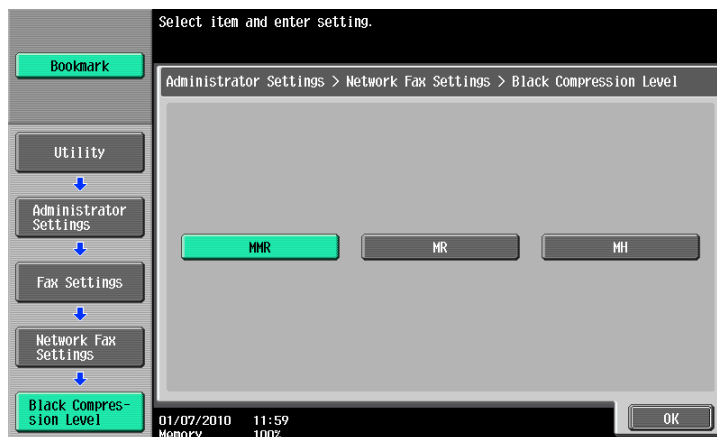 Select item and enter setting.
Bookmark
Administrator Settings > Network Fax Settings > Black Compression Level
Utility
Administrator
Settings
Fax Settings
Network Fax
Settings
Black Compres-
sion Level
MMR
MR
MH
01/07/2010 11:59
Memory 100%
OK